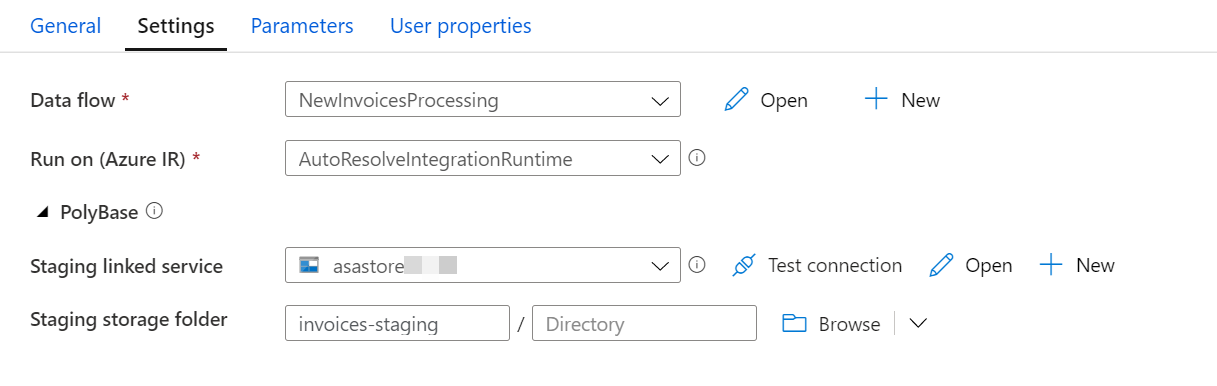 General Settings Parameters User properties
Data flow * NewInvoicesProcessing Open New
Run on (Azure IR) * AutoResolveIntegrationRuntime
PolyBase
Staging linked service asastore Test connection Open New
Staging storage folder invoices-staging / Directory Browse